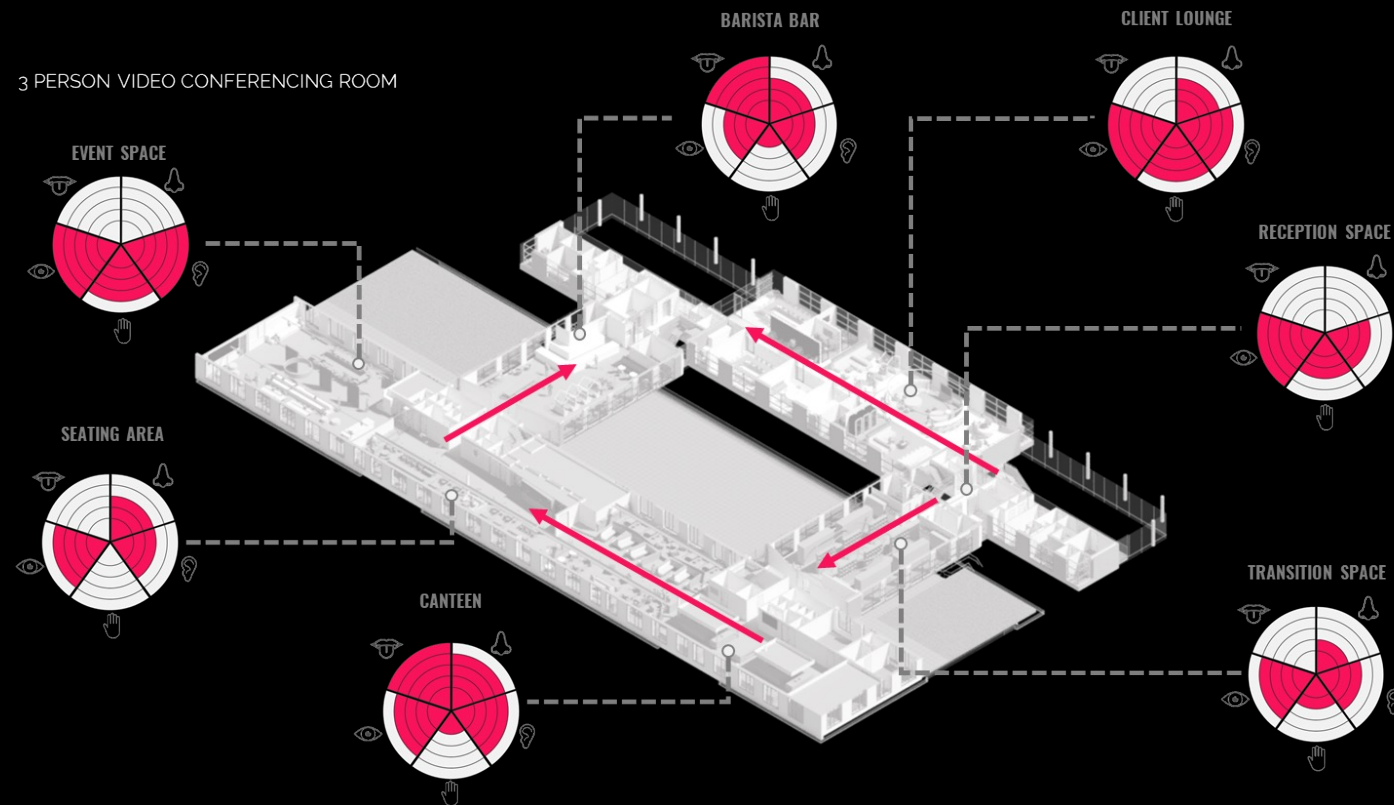 BARISTA BAR
CLIENT LOUNGE
3 PERSON VIDEO CONFERENCING ROOM
EVENT SPACE
RECEPTION SPACE
SEATING AREA
TRANSITION SPACE
CANTEEN